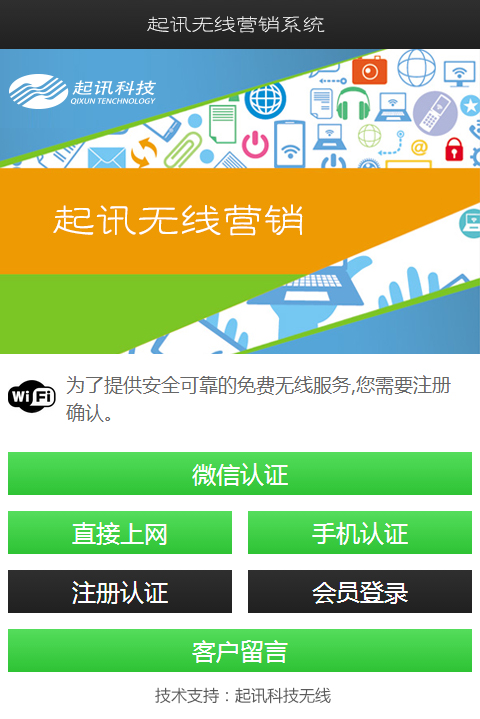 起讯无线营销系统
起讯科技
QIXUN TENCHNOLOGY
起讯无线营销
WiFi
为了提供安全可靠的免费无线服务,您需要注册
确认。
微信认证
直接上网
手机认证
注册认证
会员登录
客户留言
技术支持：起讯科技无线